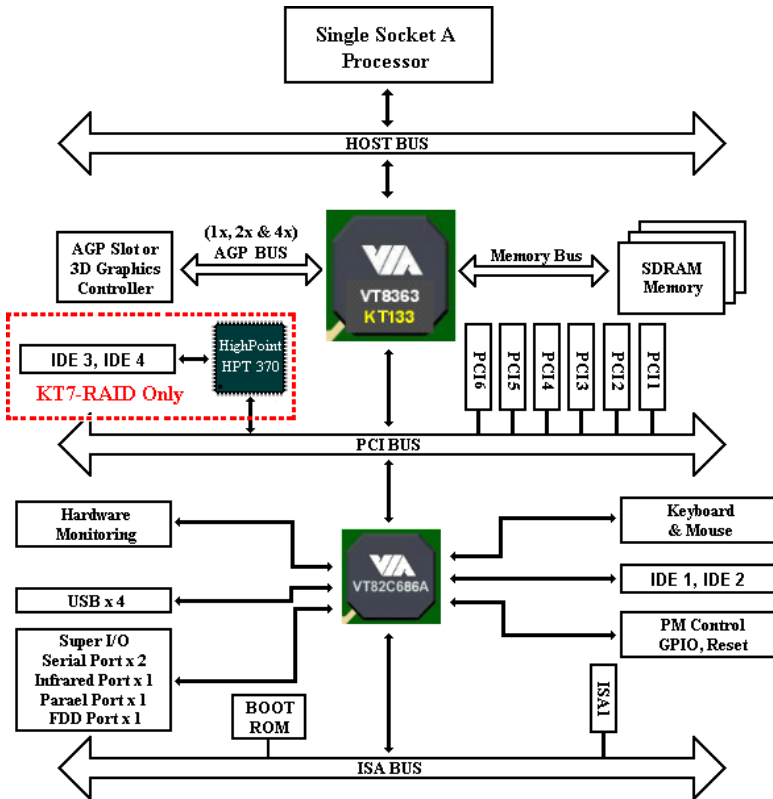 Single Socket A
Processor
HOST BUS
(1x, 2x & 4x)
AGP BUS
AGP Slot or
3D Graphics
Controller
VIA
VT8363
KT133
Memory Bus
SDRAM
Memory
IDE 3, IDE 4
HighPoint
HPT 370
KT7-RAID Only
PCI6
PCI5
PCI4
PCI3
PCI2
PCI1
PCI BUS
Hardware
Monitoring
USB x 4
Super I/O
Serial Port x 2
Infrared Port x 1
Parael Port x 1
FDD Port x 1
VIA
VT82C686A
Keyboard
& Mouse
IDE 1, IDE 2
PM Control
GPIO, Reset
BOOT
ROM
ISA1
ISA BUS